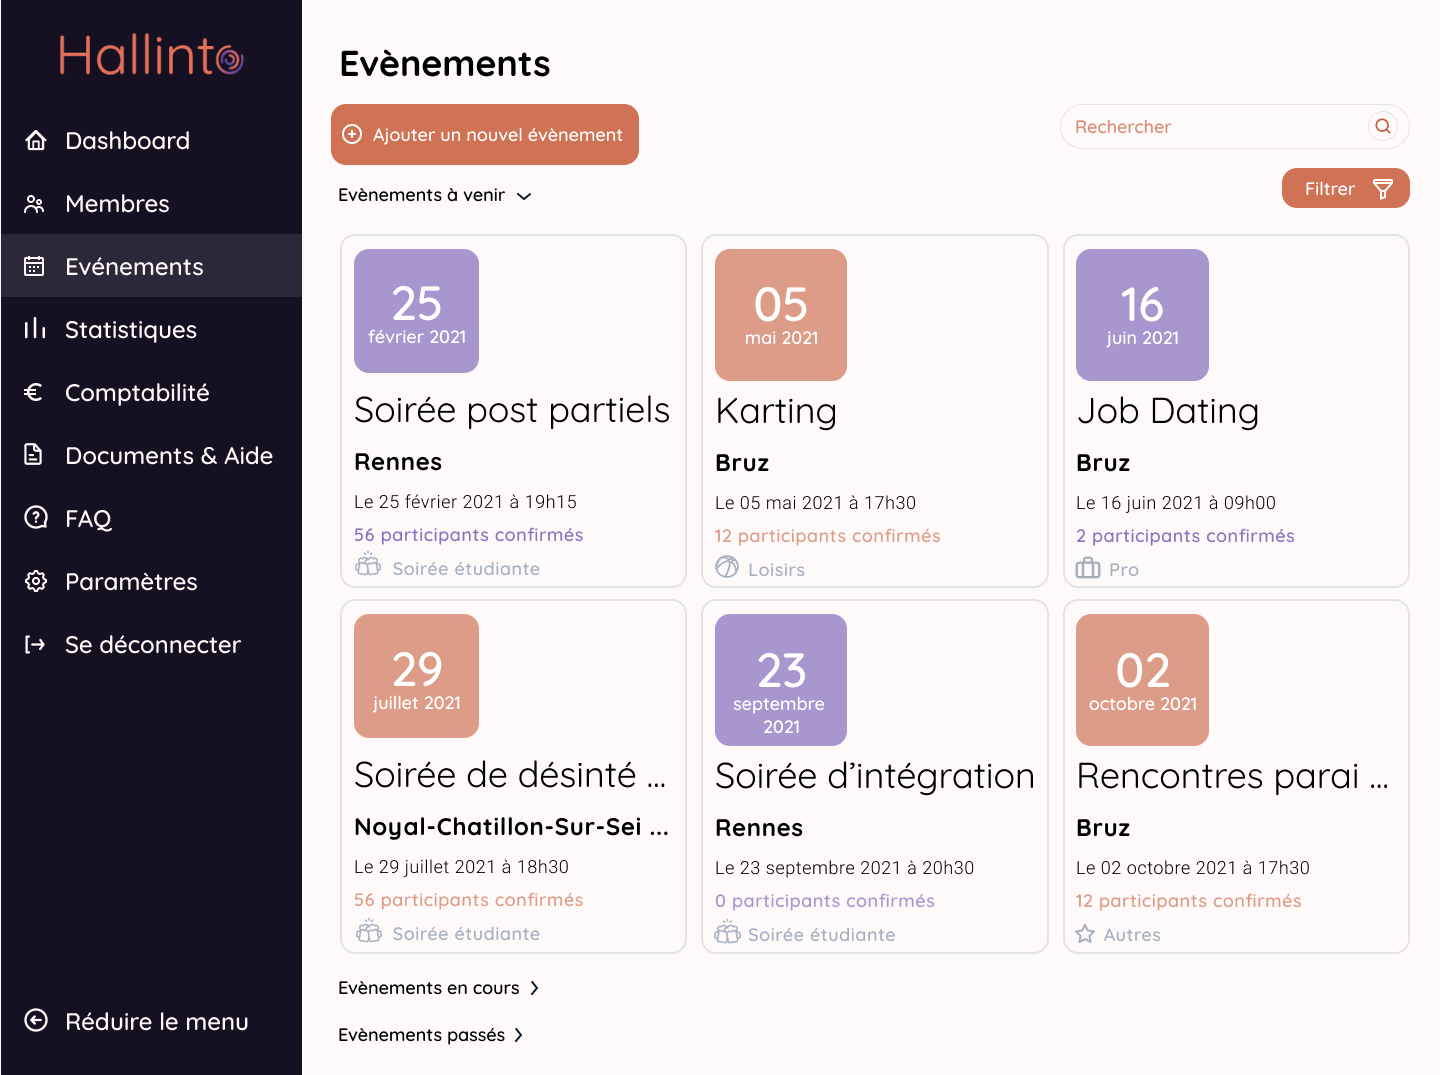 Hallinto
Dashboard
Membres
Evénements
Statistiques
Comptabilité
Documents & Aide
FAQ
Paramètres
Se déconnecter
Réduire le menu
Evènements
Ajouter un nouvel évènement
Rechercher
Evènements à venir
Filtrer
25
février 2021
Soirée post partiels
Rennes
Le 25 février 2021 à 19h15
56 participants confirmés
Soirée étudiante
05
mai 2021
Karting
Bruz
Le 05 mai 2021 à 17h30
12 participants confirmés
Loisirs
16
juin 2021
Job Dating
Bruz
Le 16 juin 2021 à 09h00
2 participants confirmés
Pro
29
juillet 2021
Soirée de désinté ...
Noyal-Chatillon-Sur-Sei ...
Le 29 juillet 2021 à 18h30
56 participants confirmés
Soirée étudiante
23
septembre
2021
Soirée d’intégration
Rennes
Le 23 septembre 2021 à 20h30
0 participants confirmés
Soirée étudiante
02
octobre 2021
Rencontres parai ...
Bruz
Le 02 octobre 2021 à 17h30
12 participants confirmés
Autres
Evènements en cours
Evènements passés